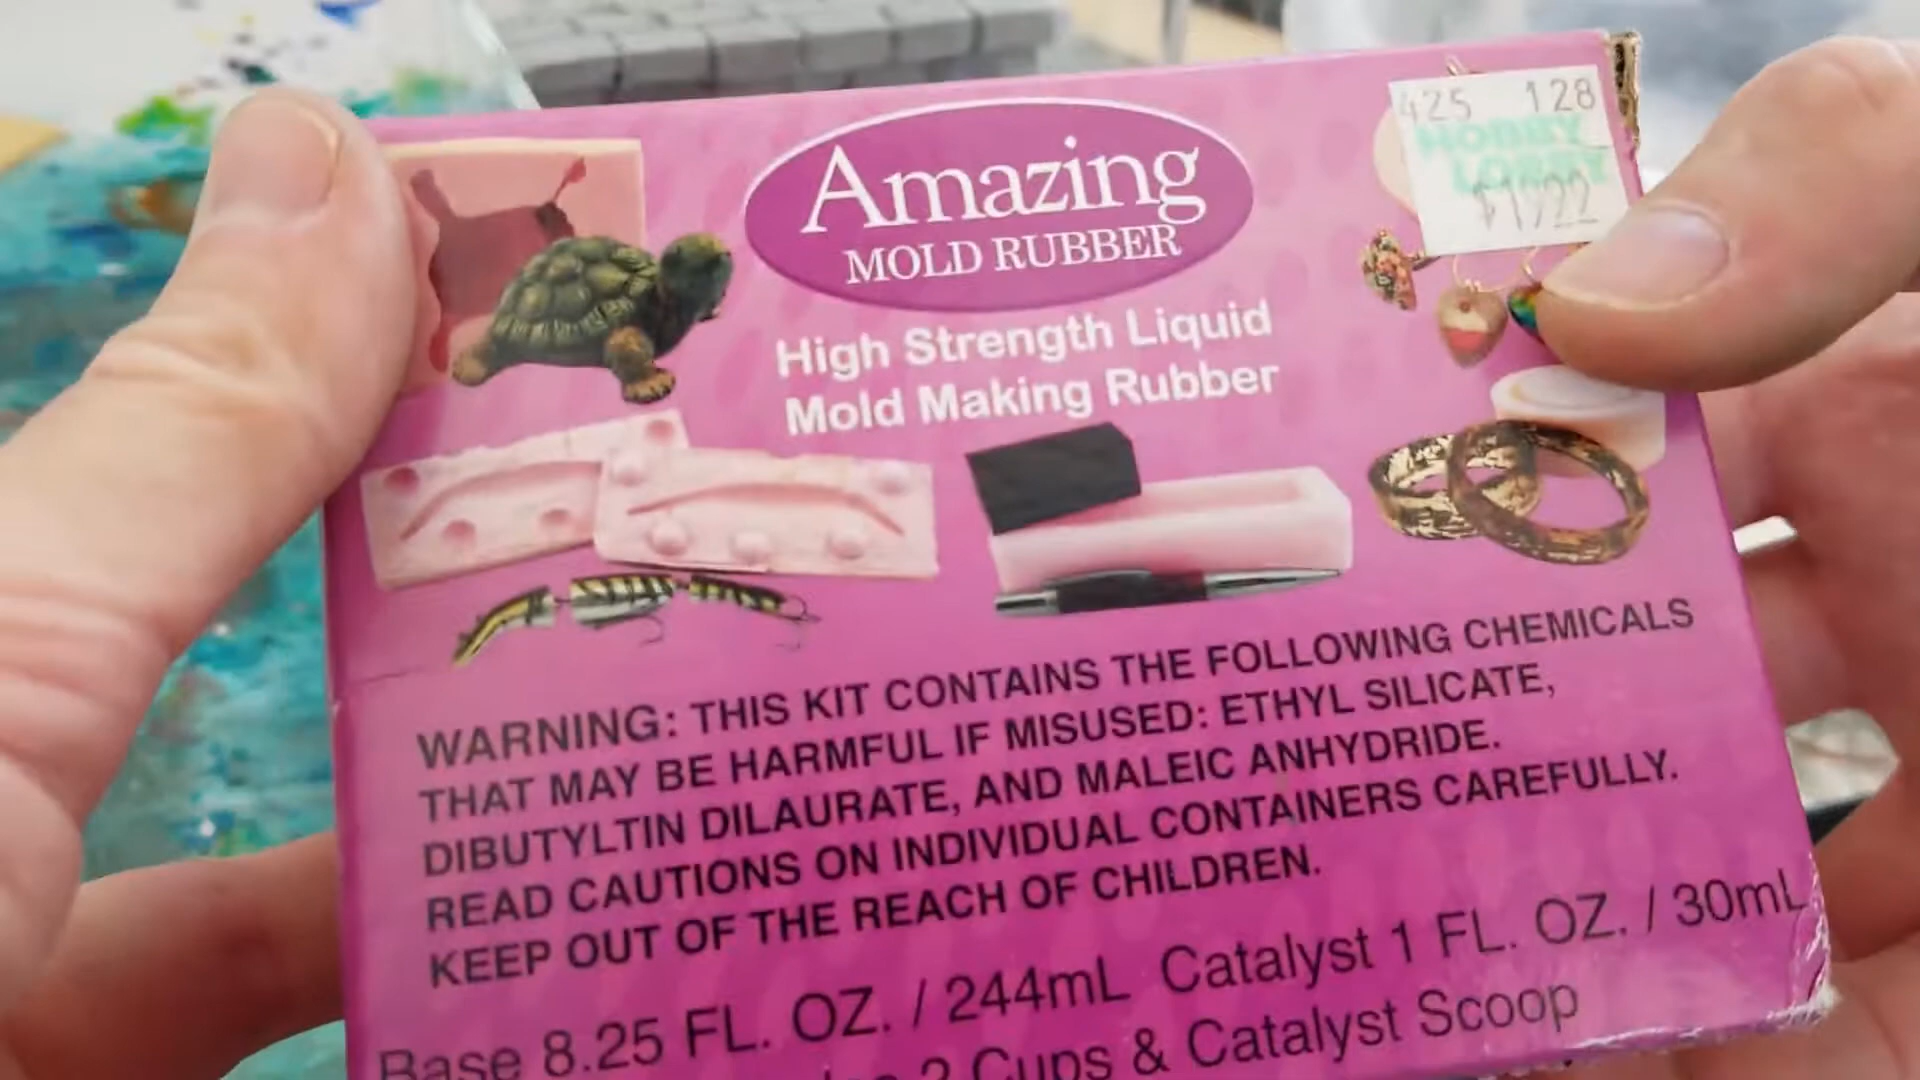 425 128
HOBBY
LOBBY
Amazing
MOLD RUBBER
High Strength Liquid
Mold Making Rubber
WARNING: THIS KIT CONTAINS THE FOLLOWING CHEMICALS
THAT MAY BE HARMFUL IF MISUSED: ETHYL SILICATE,
DIBUTYLTIN DILAURATE, AND MALEIC ANHYDRIDE.
READ CAUTIONS ON INDIVIDUAL CONTAINERS CAREFULLY.
KEEP OUT OF THE REACH OF CHILDREN.
Base 8.25 FL. OZ. / 244mL Catalyst 1 FL. OZ. / 30mL
2 Cups & Catalyst Scoop